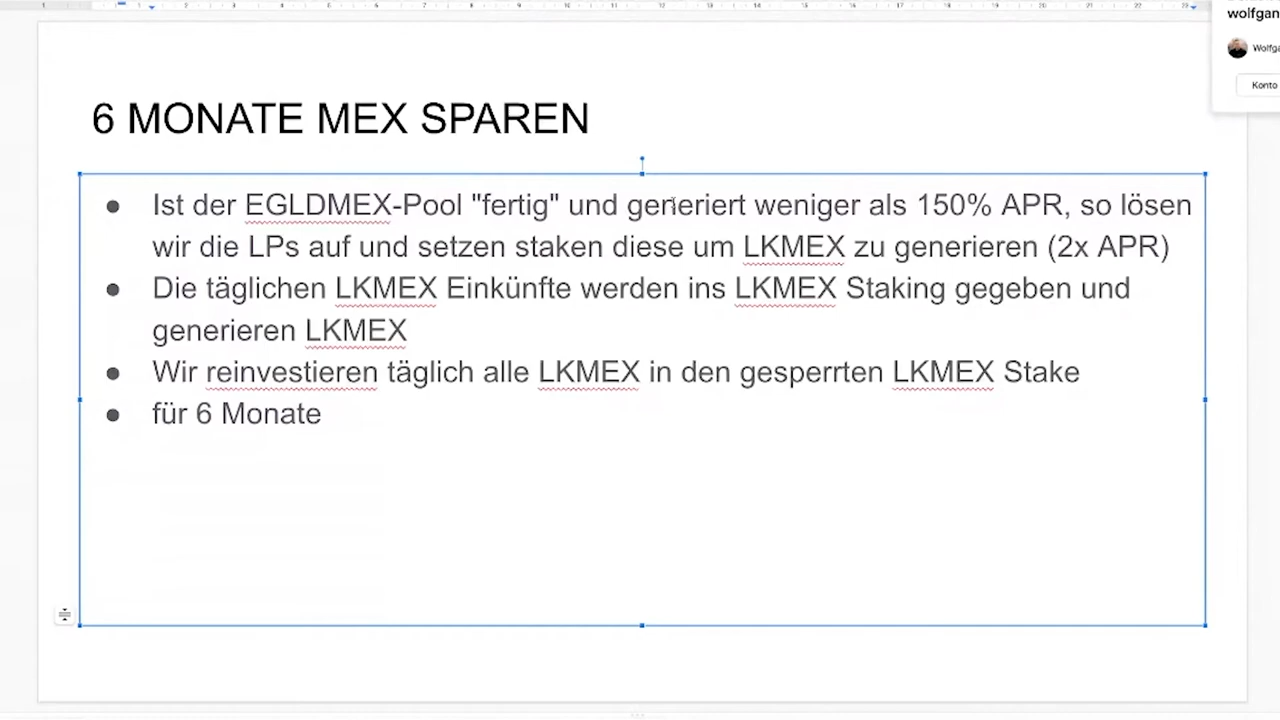 wolfgan
Wolfga
Konto
6 MONATE MEX SPAREN
● Ist der EGLDMEX-Pool "fertig" und generiert weniger als 150% APR, so lösen
wir die LPs auf und setzen staken diese um LKMEX zu generieren (2x APR)
● Die täglichen LKMEX Einkünfte werden ins LKMEX Staking gegeben und
generieren LKMEX
● Wir reinvestieren täglich alle LKMEX in den gesperrten LKMEX Stake
● für 6 Monate